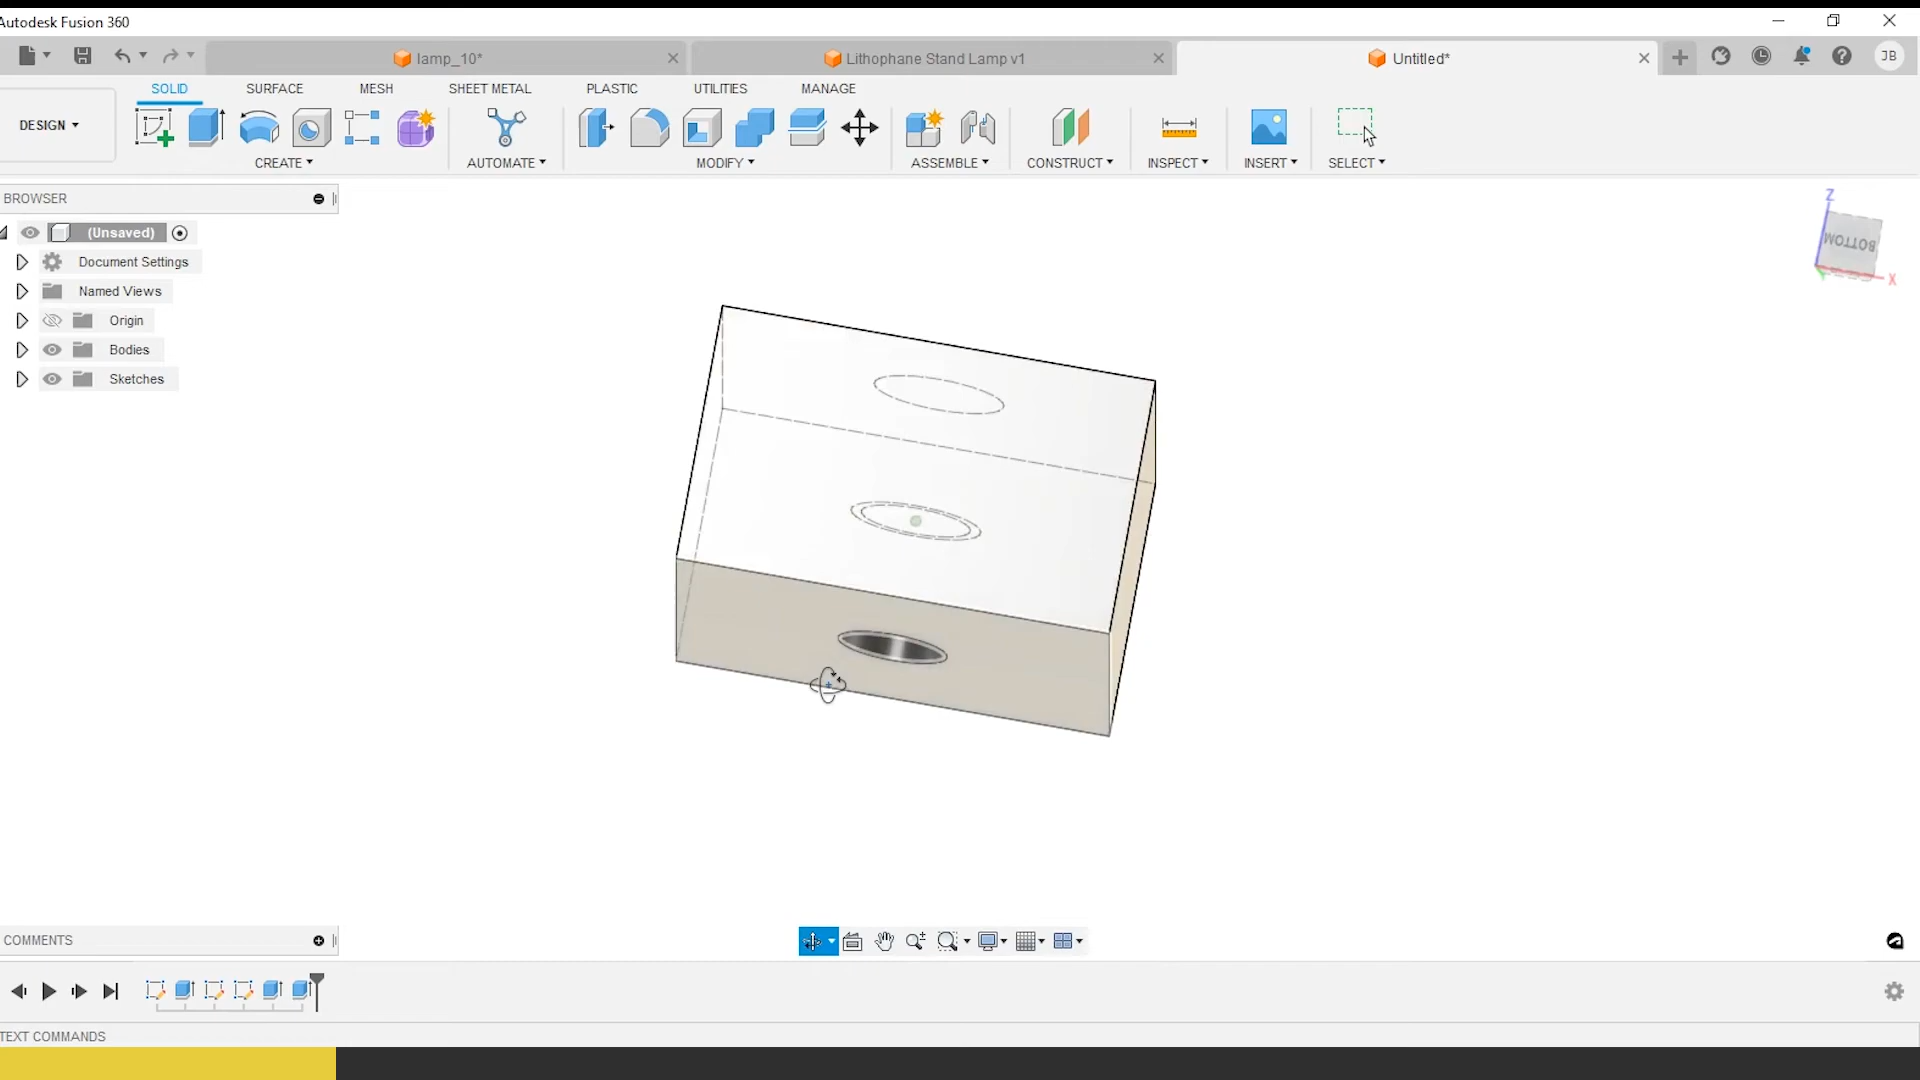 Autodesk Fusion 360
lamp_10*
Lithophane Stand Lamp v1
Untitled*
JB
SOLID
SURFACE
MESH
SHEET METAL
PLASTIC
UTILITIES
MANAGE
DESIGN
CREATE
AUTOMATE
MODIFY
ASSEMBLE
CONSTRUCT
INSPECT
INSERT
SELECT
BROWSER
(Unsaved)
Document Settings
Named Views
Origin
Bodies
Sketches
Z
BOTTOM
X
COMMENTS
TEXT COMMANDS